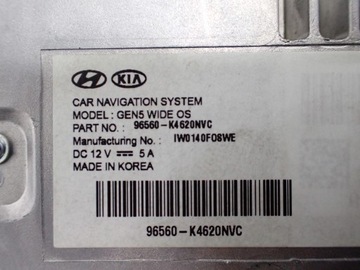 KIA
CAR NAVIGATION SYSTEM
MODEL : GEN5 WIDE OS
PART NO. : 96560-K4620NVC
Manufacturing No. : IW0140F08WE
DC 12 V ⎓ 5 A
MADE IN KOREA
96560-K4620NVC